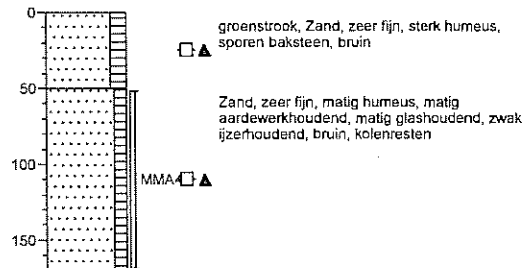 0
groenstrook, Zand, zeer fijn, sterk humeus,
sporen baksteen, bruin
50
Zand, zeer fijn, matig humeus, matig
aardewerkhoudend, matig glashoudend, zwak
ijzerhoudend, bruin, kolenresten
100
MMA4
150